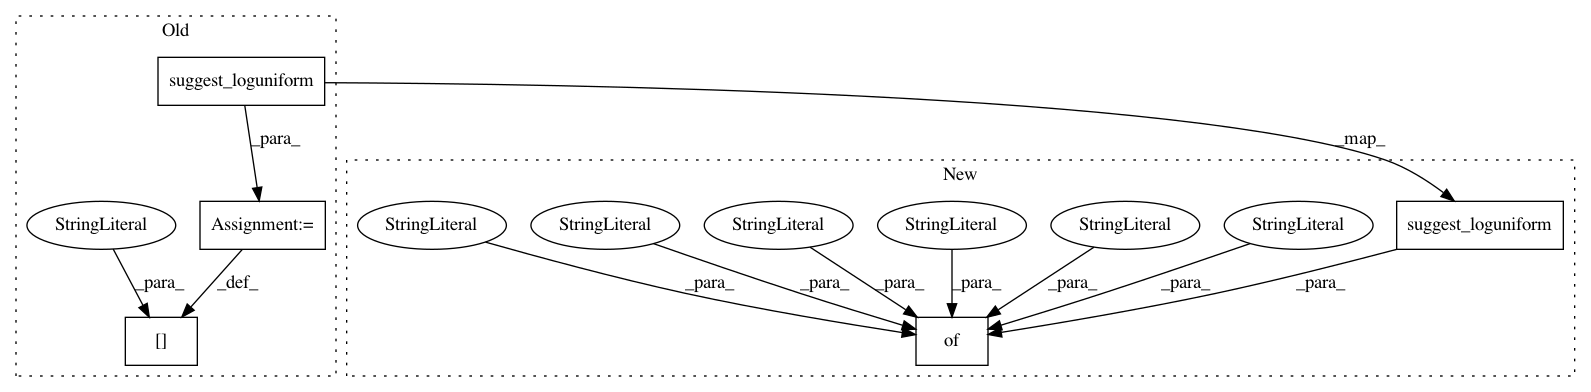 Old
suggest_loguniform
_para_
_map_
New
StringLiteral
Assignment:=
StringLiteral
StringLiteral
StringLiteral
StringLiteral
StringLiteral
StringLiteral
suggest_loguniform
_para_
_def_
_para_
_para_
_para_
_para_
_para_
_para_
_para_
[]
of